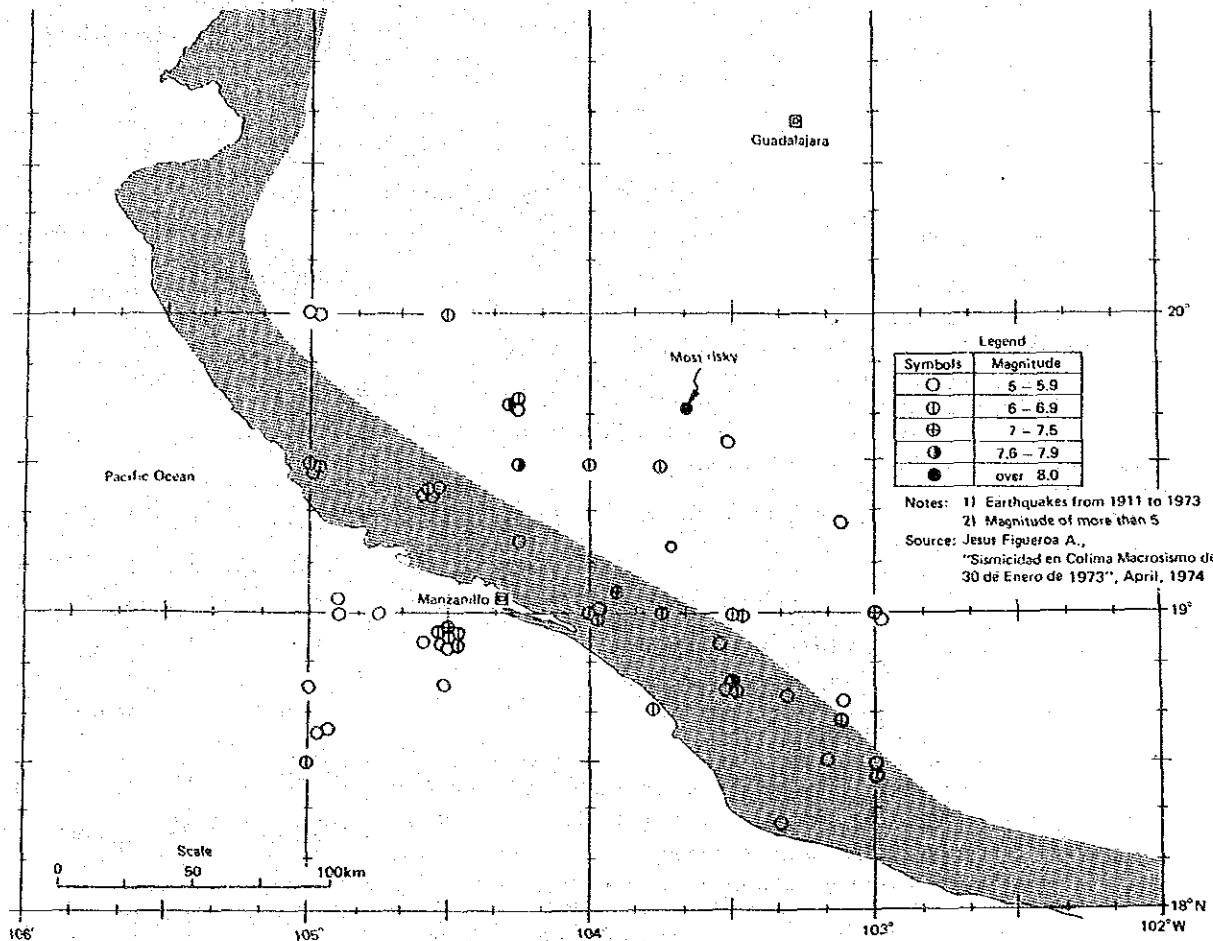 Guadalajara
20°
Most risky
Legend
Symbols Magnitude
5 – 5.9
6 – 6.9
7 – 7.5
7.6 – 7.9
over 8.0
Pacific Ocean
Notes: 1) Earthquakes from 1911 to 1973
2) Magnitude of more than 5
Source: Jesus Figueroa A.,
"Sismicidad en Colima Macrosismo de
30 de Enero de 1973", April, 1974
Manzanillo
19°
Scale
0 50 100km
18°N
106° 105° 104° 103° 102°W